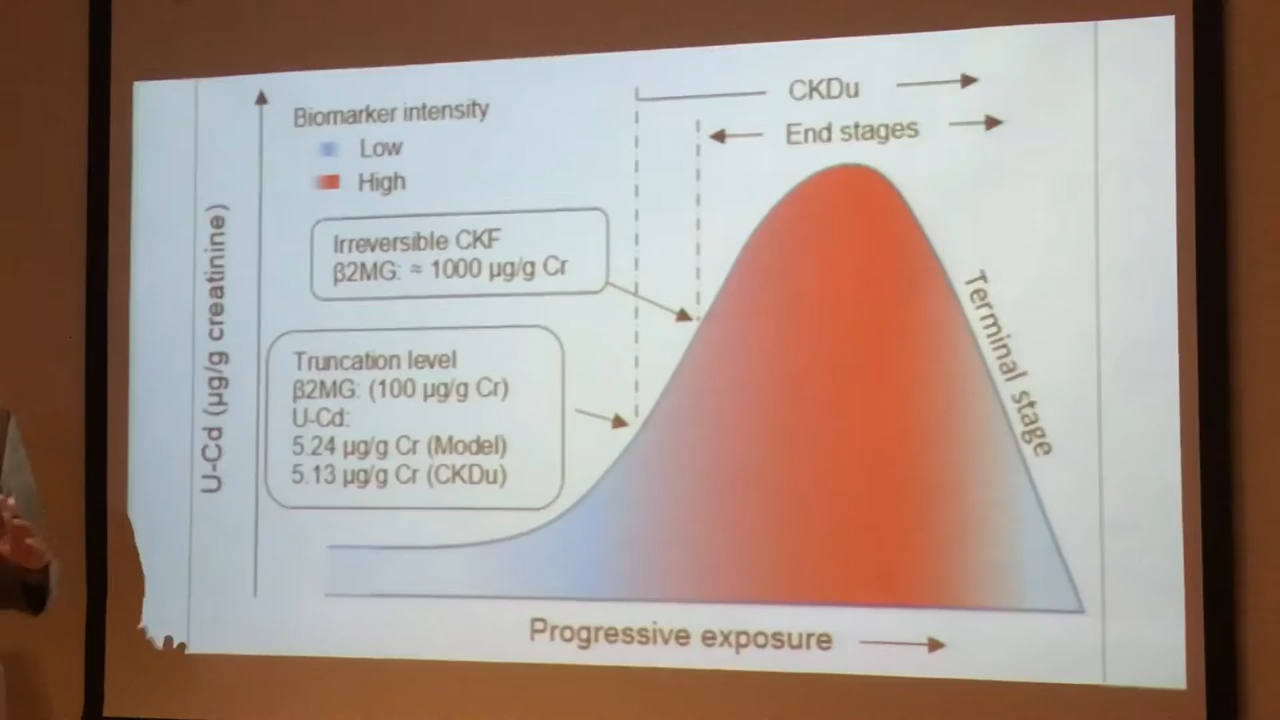 CKDu
End stages
Biomarker intensity
Low
High
Irreversible CKF
β2MG: ≈ 1000 µg/g Cr
Truncation level
β2MG: (100 µg/g Cr)
U-Cd:
5.24 µg/g Cr (Model)
5.13 µg/g Cr (CKDu)
U-Cd (µg/g creatinine)
Terminal stage
Progressive exposure